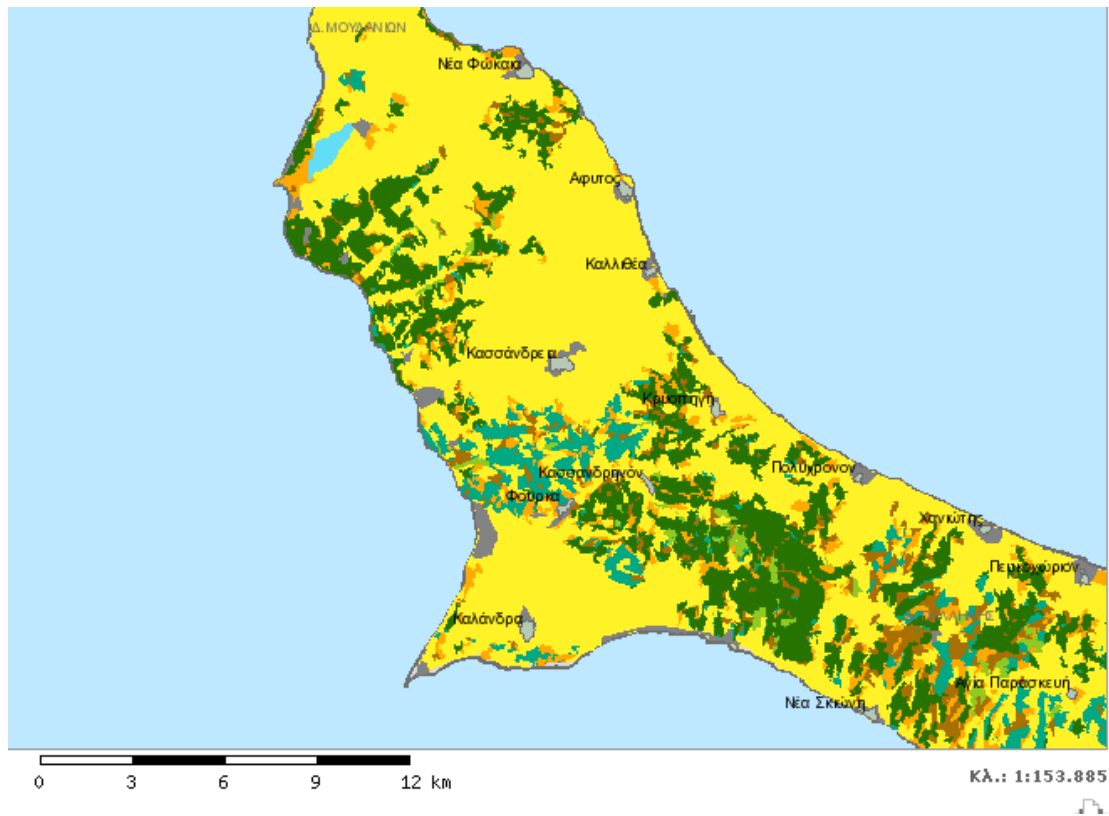 Δ. ΜΟΥΔΑΝΙΩΝ
Νέα Φώκαια
Αφυτος
Καλλιθέα
Κασσάνδρεια
Κρυοπηγή
Πολύχρονον
Κασσανδρηνόν
Φούρκα
Χανιώτης
Πευκοχώριον
Καλάνδρα
Αγία Παρασκευή
Νέα Σκιώνη
0 3 6 9 12 km
Κλ.: 1:153.885